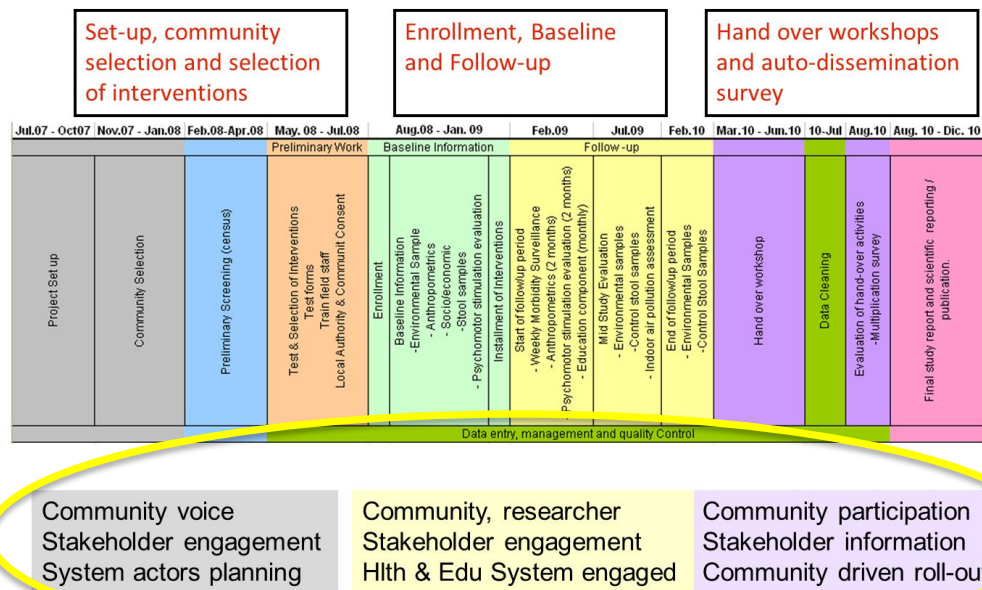 Set-up, community
selection and selection
of interventions
Enrollment, Baseline
and Follow-up
Hand over workshops
and auto-dissemination
survey
Jul.07 - Oct07
Nov.07 - Jan.08
Feb.08-Apr.08
May. 08 - Jul.08
Aug.08 - Jan. 09
Feb.09
Jul.09
Feb.10
Mar.10 - Jun.10
10-Jul
Aug.10
Aug. 10 - Dic. 10
Preliminary Work
Baseline Information
Follow -up
Project Set up
Community Selection
Preliminary Screening (census)
Test & Selection of Interventions
Test forms
Train field staff
Local Authority & Communit Consent
Enrollment
Baseline Information
-Environmental Sample
- Anthropometrics
- Socio/economic
-Stool samples
- Psychomotor stimulation evaluation
Installment of Interventions
Start of follow/up period
- Weekly Morbidity Surveillance
- Anthropometrics (2 months)
- Psychomotor stimulation evaluation (2 months)
- Education component (monthly)
Mid Study Evaluation
- Environmental samples
-Control stool samples
- Indoor air pollution assessment
End of follow/up period
- Environmental Samples
-Control Stool Samples
Hand over workshop
Data Cleaning
Evaluation of hand-over activities
-Multiplication survey
Final study report and scientific reporting /
publication.
Data entry, management and quality Control
Community voice
Stakeholder engagement
System actors planning
Community, researcher
Stakeholder engagement
Hlth & Edu System engaged
Community participation
Stakeholder information
Community driven roll-out